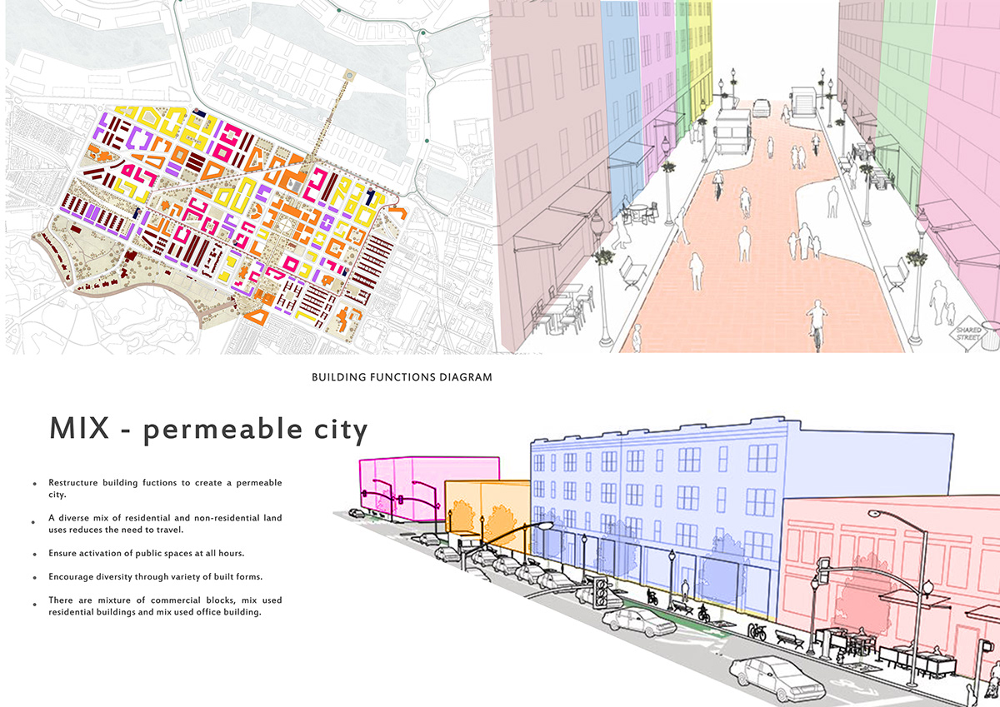 SHARED
STREET
BUILDING FUNCTIONS DIAGRAM
MIX - permeable city
Restructure building fuctions to create a permeable
city.
A diverse mix of residential and non-residential land
uses reduces the need to travel.
Ensure activation of public spaces at all hours.
Encourage diversity through variety of built forms.
There are mixture of commercial blocks, mix used
residential buildings and mix used office building.